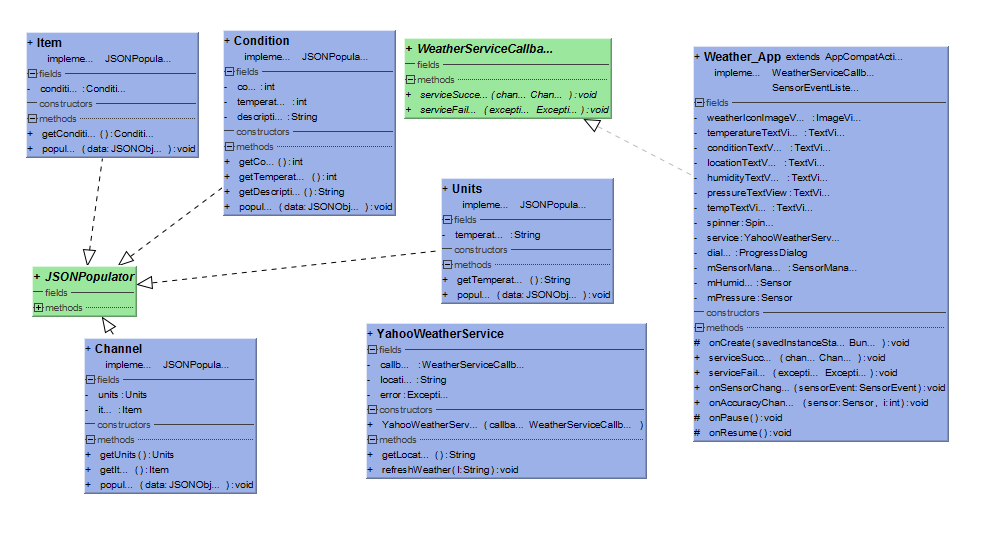 + Item
impleme... JSONPopula...
fields
- conditi... : Conditi...
constructors
methods
+ getConditi... () : Conditi...
+ popul... ( data: JSONObj... ) : void
+ Condition
impleme... JSONPopula...
fields
- co... : int
- temperat... : int
- descripti... : String
constructors
methods
+ getCo... () : int
+ getTemperat... () : int
+ getDescripti... () : String
+ popul... ( data: JSONObj... ) : void
+ WeatherServiceCallba...
fields
methods
+ serviceSucce... ( chan... Chan... ) : void
+ serviceFail... ( excepti... Excepti... ) : void
+ Weather_App extends AppCompatActi...
impleme... WeatherServiceCallb...
SensorEventListe...
fields
- weatherIconImageV... : ImageVi...
- temperatureTextVi... : TextVi...
- conditionTextV... : TextVi...
- locationTextV... : TextVi...
- humidityTextV... : TextVi...
- pressureTextView : TextVi...
- tempTextVi... : TextVi...
- spinner : Spin...
- service : YahooWeatherServ...
- dial... : ProgressDialog
- mSensorMana... : SensorMana...
- mHumid... : Sensor
- mPressure : Sensor
constructors
methods
# onCreate ( savedInstanceSta... Bun... ) : void
+ serviceSucc... ( chan... Chan... ) : void
+ serviceFail... ( excepti... Excepti... ) : void
+ onSensorChang... ( sensorEvent: SensorEvent ) : void
+ onAccuracyChan... ( sensor: Sensor , i: int ) : void
# onPause () : void
# onResume () : void
+ Units
impleme... JSONPopula...
fields
- temperat... : String
constructors
methods
+ getTemperat... () : String
+ popul... ( data: JSONObj... ) : void
+ JSONPopulator
fields
methods
+ Channel
impleme... JSONPopula...
fields
- units : Units
- it... : Item
constructors
methods
+ getUnits () : Units
+ getIt... () : Item
+ popul... ( data: JSONObj... ) : void
+ YahooWeatherService
fields
- callb... : WeatherServiceCallb...
- locati... : String
- error : Excepti...
constructors
+ YahooWeatherServ... ( callba... WeatherServiceCallb... )
methods
+ getLocat... () : String
+ refreshWeather ( l: String ) : void